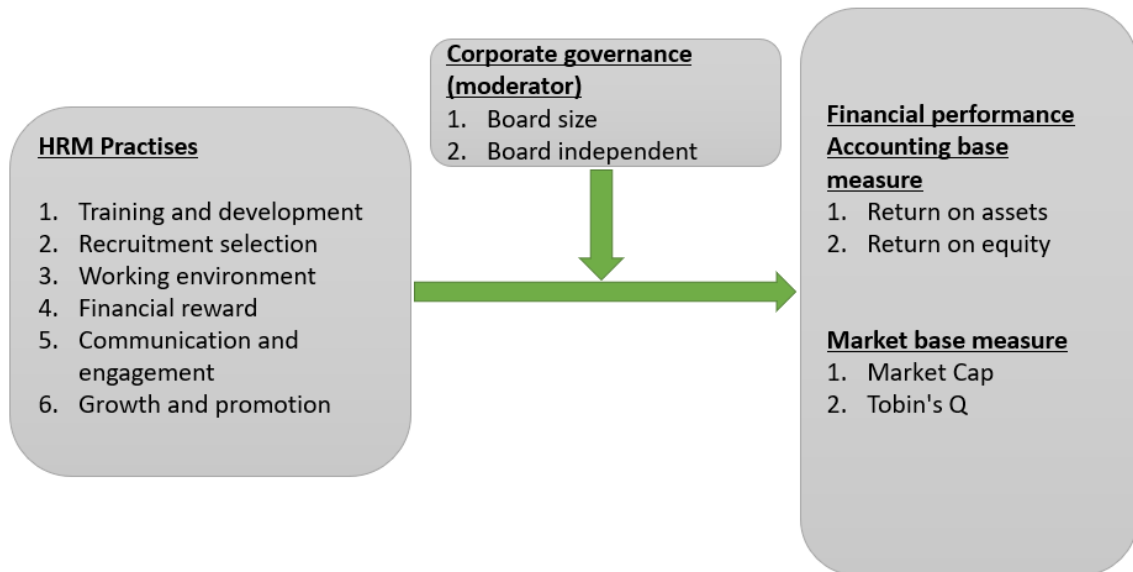 HRM Practises
1. Training and development
2. Recruitment selection
3. Working environment
4. Financial reward
5. Communication and
engagement
6. Growth and promotion
Corporate governance
(moderator)
1. Board size
2. Board independent
Financial performance
Accounting base
measure
1. Return on assets
2. Return on equity
Market base measure
1. Market Cap
2. Tobin's Q